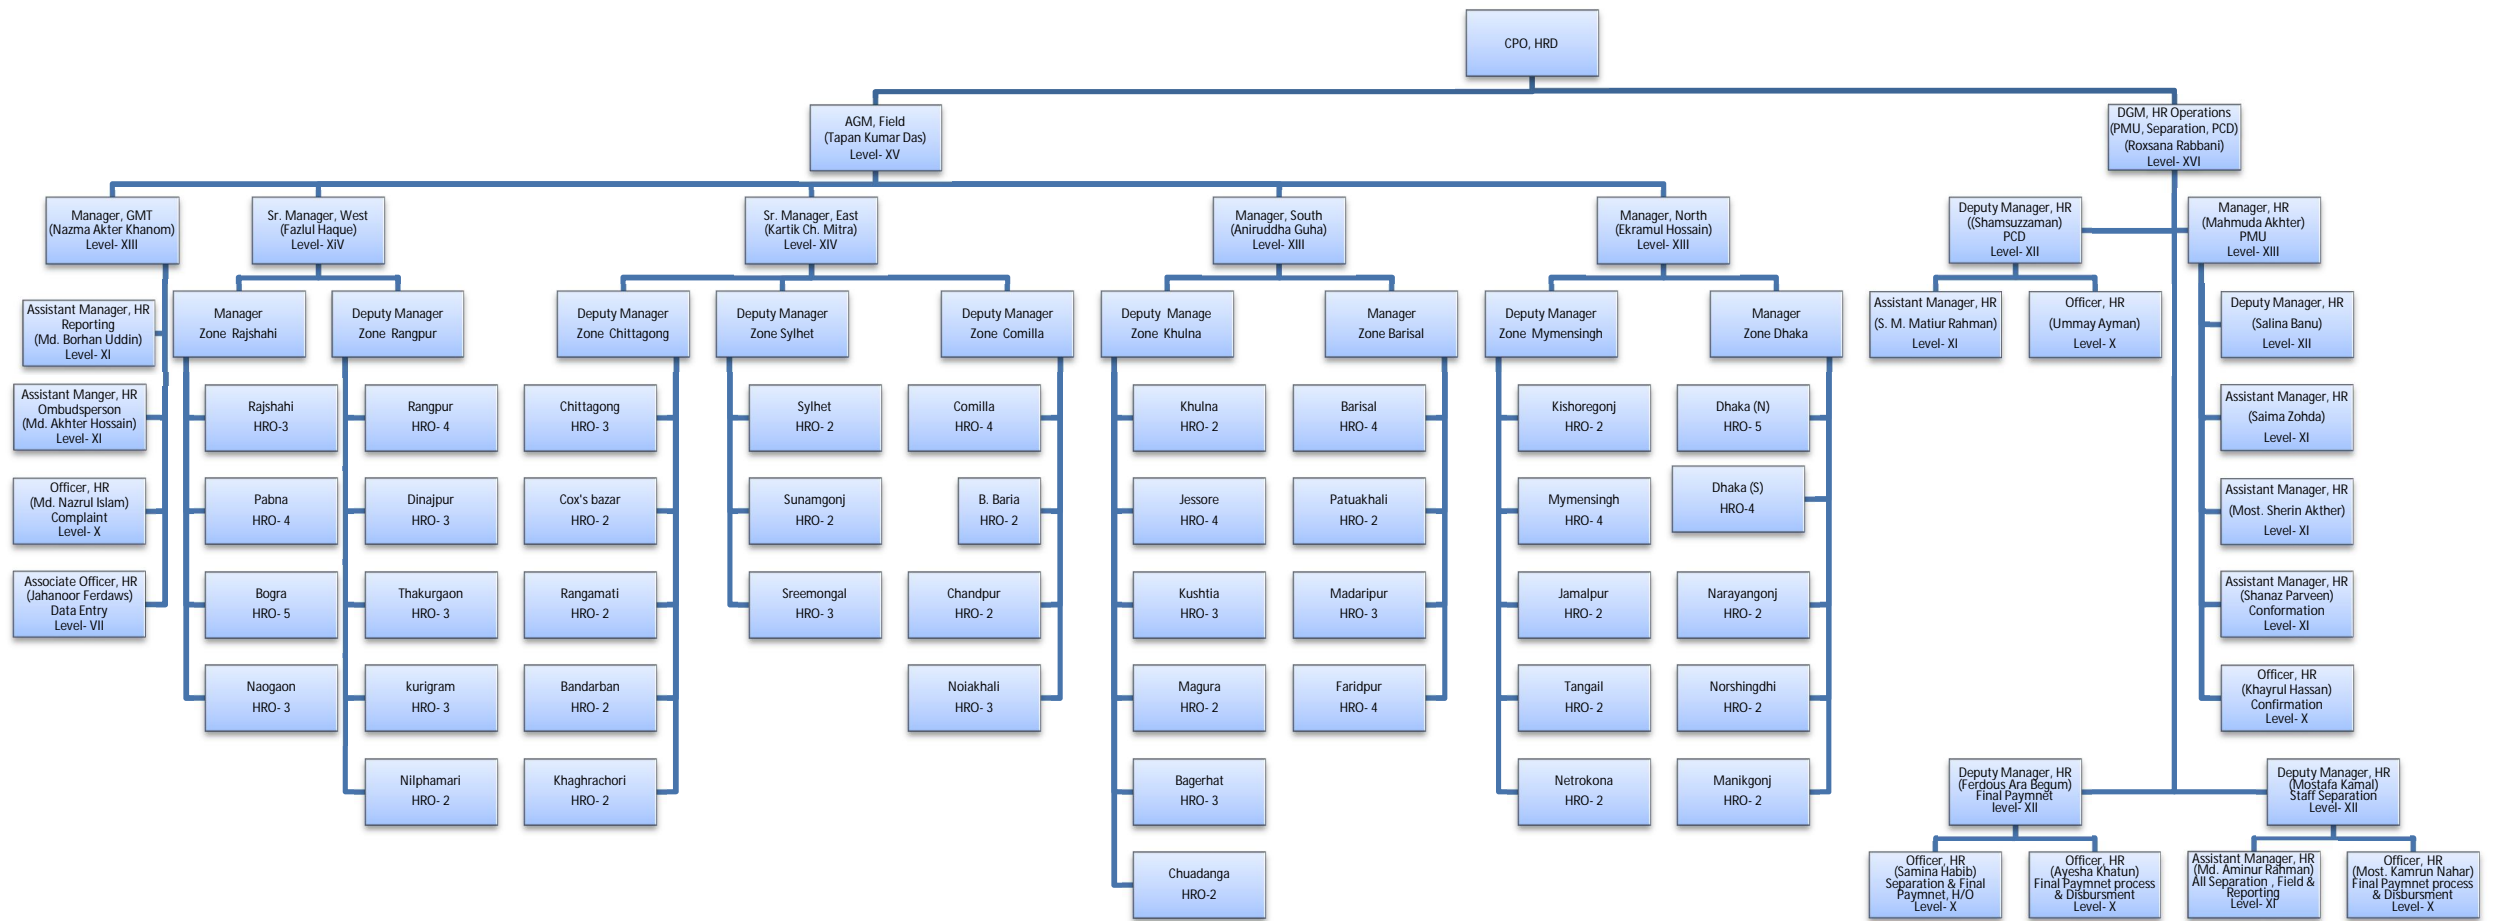 CPO, HRD
AGM, Field
(Tapan Kumar Das)
Level- XV
DGM, HR Operations
(PMU, Separation, PCD)
(Roxsana Rabbani)
Level- XVI
Manager, GMT
(Nazma Akter Khanom)
Level- XIII
Sr. Manager, West
(Fazlul Haque)
Level- XiV
Sr. Manager, East
(Kartik Ch. Mitra)
Level- XIV
Manager, South
(Aniruddha Guha)
Level- XIII
Manager, North
(Ekramul Hossain)
Level- XIII
Deputy Manager, HR
((Shamsuzzaman)
PCD
Level- XII
Manager, HR
(Mahmuda Akhter)
PMU
Level- XIII
Assistant Manager, HR
Reporting
(Md. Borhan Uddin)
Level- XI
Assistant Manger, HR
Ombudsperson
(Md. Akhter Hossain)
Level- XI
Officer, HR
(Md. Nazrul Islam)
Complaint
Level- X
Associate Officer, HR
(Jahanoor Ferdaws)
Data Entry
Level- VII
Manager
Zone Rajshahi
Rajshahi
HRO-3
Pabna
HRO- 4
Bogra
HRO- 5
Naogaon
HRO- 3
Deputy Manager
Zone Rangpur
Rangpur
HRO- 4
Dinajpur
HRO- 3
Thakurgaon
HRO- 3
kurigram
HRO- 3
Nilphamari
HRO- 2
Deputy Manager
Zone Chittagong
Chittagong
HRO- 3
Cox's bazar
HRO- 2
Rangamati
HRO- 2
Bandarban
HRO- 2
Khaghrachori
HRO- 2
Deputy Manager
Zone Sylhet
Sylhet
HRO- 2
Sunamgonj
HRO- 2
Sreemongal
HRO- 3
Deputy Manager
Zone Comilla
Comilla
HRO- 4
B. Baria
HRO- 2
Chandpur
HRO- 2
Noiakhali
HRO- 3
Deputy Manage
Zone Khulna
Khulna
HRO- 2
Jessore
HRO- 4
Kushtia
HRO- 3
Magura
HRO- 2
Bagerhat
HRO- 3
Chuadanga
HRO-2
Manager
Zone Barisal
Barisal
HRO- 4
Patuakhali
HRO- 2
Madaripur
HRO- 3
Faridpur
HRO- 4
Deputy Manager
Zone Mymensingh
Kishoregonj
HRO- 2
Mymensingh
HRO- 4
Jamalpur
HRO- 2
Tangail
HRO- 2
Netrokona
HRO- 2
Manager
Zone Dhaka
Dhaka (N)
HRO- 5
Dhaka (S)
HRO-4
Narayangonj
HRO- 2
Norshingdhi
HRO- 2
Manikgonj
HRO- 2
Assistant Manager, HR
(S. M. Matiur Rahman)
Level- XI
Officer, HR
(Ummay Ayman)
Level- X
Deputy Manager, HR
(Salina Banu)
Level- XII
Assistant Manager, HR
(Saima Zohda)
Level- XI
Assistant Manager, HR
(Most. Sherin Akther)
Level- XI
Assistant Manager, HR
(Shanaz Parveen)
Conformation
Level- XI
Officer, HR
(Khayrul Hassan)
Confirmation
Level- X
Deputy Manager, HR
(Ferdous Ara Begum)
Final Paymnet
level- XII
Deputy Manager, HR
(Mostafa Kamal)
Staff Separation
Level- XII
Officer, HR
(Samina Habib)
Separation & Final
Paymnet, H/O
Level- X
Officer, HR
(Ayesha Khatun)
Final Paymnet process
& Disbursment
Level- X
Assistant Manager, HR
(Md. Aminur Rahman)
All Separation , Field &
Reporting
Level- XI
Officer, HR
(Most. Kamrun Nahar)
Final Paymnet process
& Disbursment
Level- X